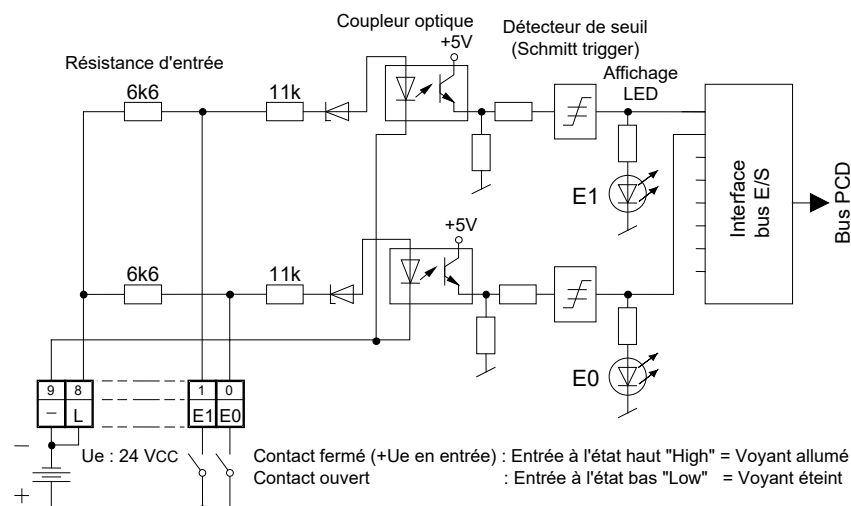 Coupleur optique
+5V
Détecteur de seuil
(Schmitt trigger)
Résistance d'entrée
Affichage
LED
6k6
11k
E1
Interface
bus E/S
Bus PCD
+5V
6k6
11k
E0
9 8 1 0
– L E1 E0
–
+
Ue : 24 VCC
Contact fermé (+Ue en entrée) : Entrée à l'état haut "High" = Voyant allumé
Contact ouvert : Entrée à l'état bas "Low" = Voyant éteint